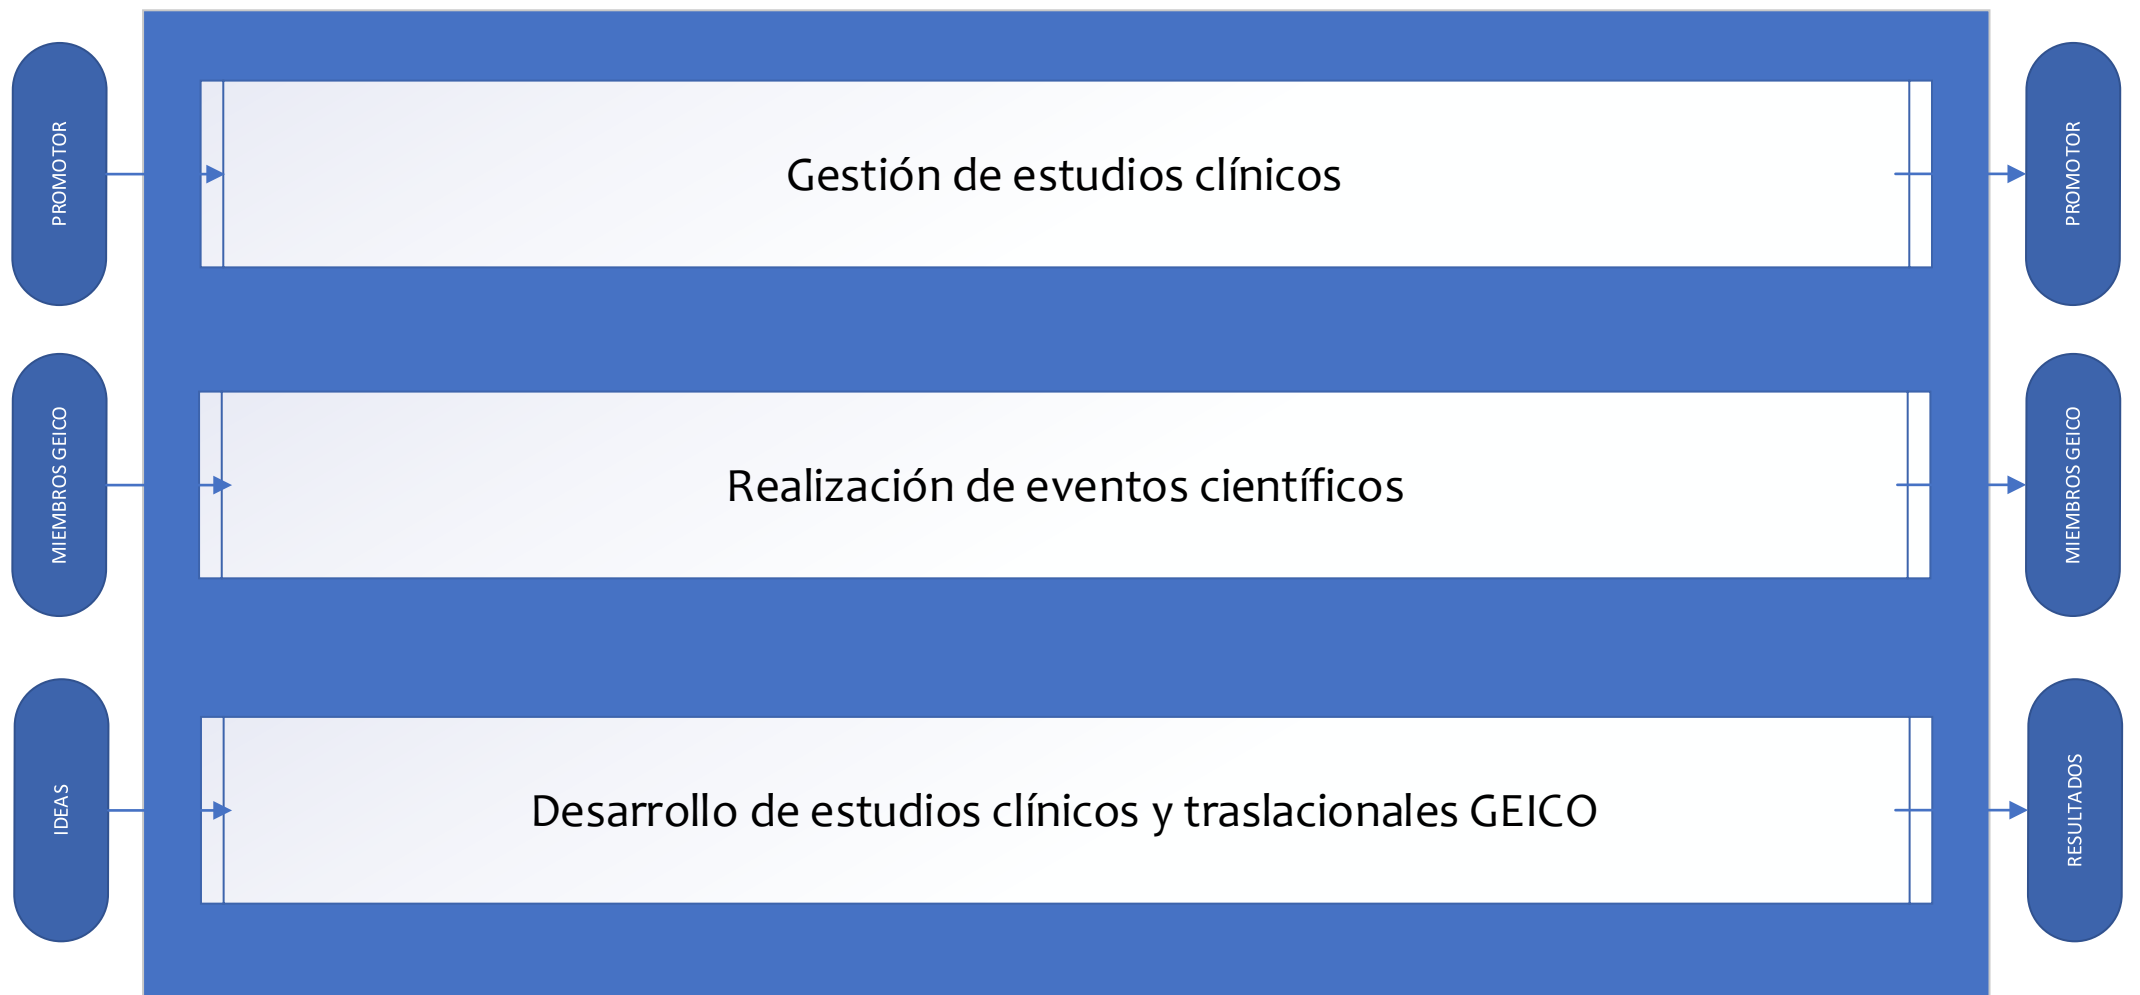 PROMOTOR
Gestión de estudios clínicos
PROMOTOR
MIEMBROS GEICO
Realización de eventos científicos
MIEMBROS GEICO
IDEAS
Desarrollo de estudios clínicos y traslacionales GEICO
RESULTADOS